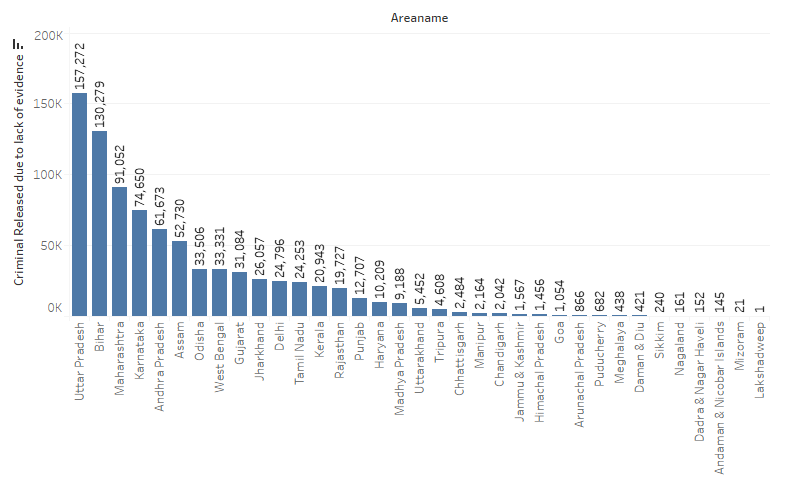 Areaname
Criminal Released due to lack of evidence
200K
150K
100K
50K
0K
157,272
130,279
91,052
74,650
61,673
52,730
33,506
33,331
31,084
26,057
24,796
24,253
20,943
19,727
12,707
10,209
9,188
5,452
4,608
2,484
2,164
2,042
1,567
1,456
1,054
866
682
438
421
240
161
152
145
21
1
Uttar Pradesh
Bihar
Maharashtra
Karnataka
Andhra Pradesh
Assam
Odisha
West Bengal
Gujarat
Jharkhand
Delhi
Tamil Nadu
Kerala
Rajasthan
Punjab
Haryana
Madhya Pradesh
Uttarakhand
Tripura
Chhattisgarh
Manipur
Chandigarh
Jammu & Kashmir
Himachal Pradesh
Goa
Arunachal Pradesh
Puducherry
Meghalaya
Daman & Diu
Sikkim
Nagaland
Dadra & Nagar Haveli
Andaman & Nicobar Islands
Mizoram
Lakshadweep